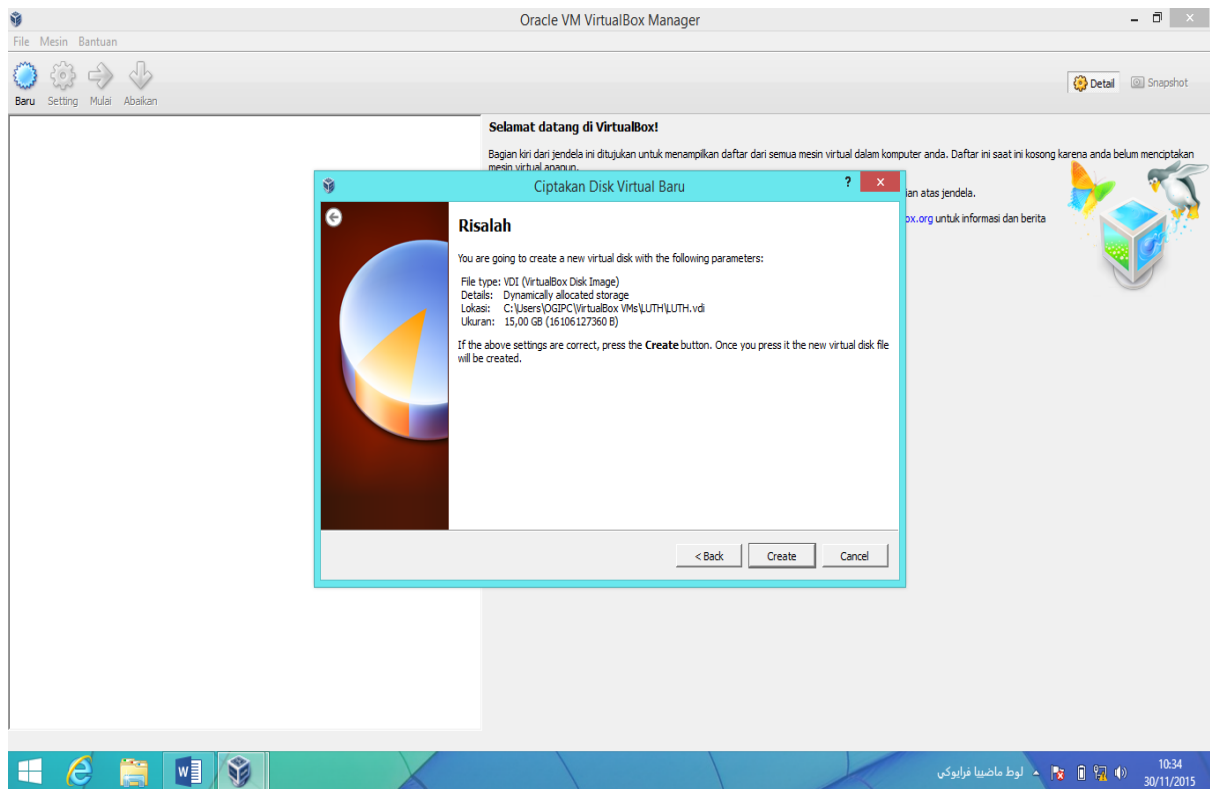 Oracle VM VirtualBox Manager
File Mesin Bantuan
Baru Setting Mulai Abaikan
Detail Snapshot
Selamat datang di VirtualBox!
Bagian kiri dari jendela ini ditujukan untuk menampilkan daftar dari semua mesin virtual dalam komputer anda. Daftar ini saat ini kosong karena anda belum menciptakan
mesin virtual apapun.
ian atas jendela.
ox.org untuk informasi dan berita
Ciptakan Disk Virtual Baru
Risalah
You are going to create a new virtual disk with the following parameters:
File type: VDI (VirtualBox Disk Image)
Details: Dynamically allocated storage
Lokasi: C:\Users\OGIPC\VirtualBox VMs\LUTH\LUTH.vdi
Ukuran: 15,00 GB (16106127360 B)
If the above settings are correct, press the Create button. Once you press it the new virtual disk file
will be created.
< Back Create Cancel
لوط ماضييا فرايوكي
10:34
30/11/2015